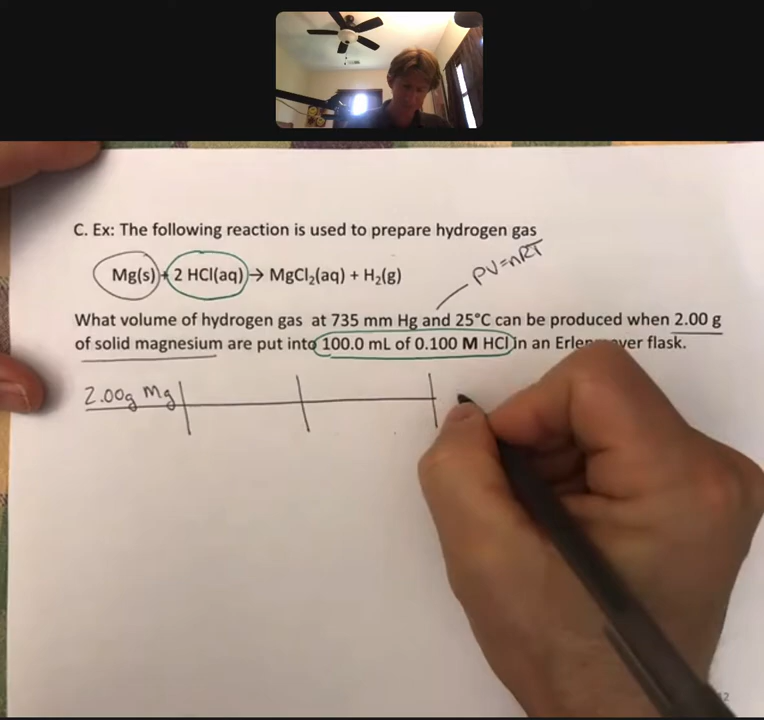 C. Ex: The following reaction is used to prepare hydrogen gas
Mg(s) + 2 HCl(aq) → MgCl₂(aq) + H₂(g)
PV=nRT
What volume of hydrogen gas at 735 mm Hg and 25°C can be produced when 2.00 g
of solid magnesium are put into 100.0 mL of 0.100 M HCl in an flask.
2.00g Mg